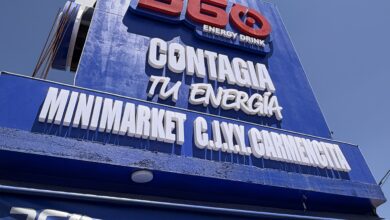 360
ENERGY DRINK
CONTAGIA
TU ENERGÍA
MINIMARKET C.J.Y.Y. CARMENCITA